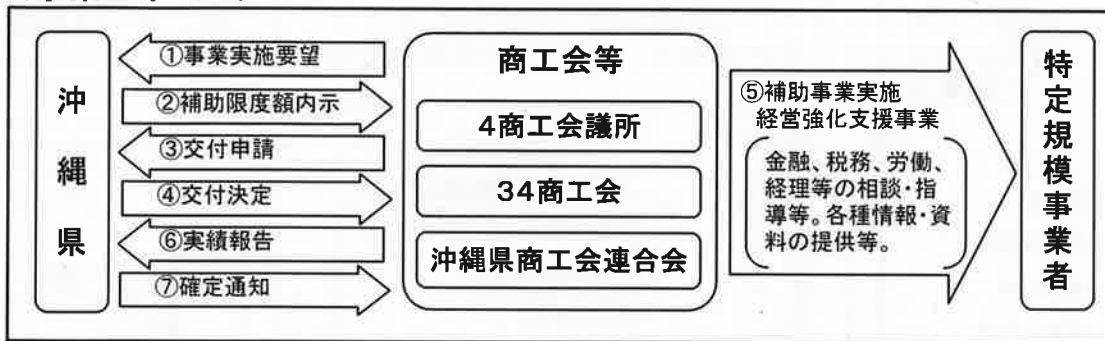 沖縄県
①事業実施要望
②補助限度額内示
③交付申請
④交付決定
⑥実績報告
⑦確定通知
商工会等
4商工会議所
34商工会
沖縄県商工会連合会
⑤補助事業実施
経営強化支援事業
金融、税務、労働、
経理等の相談・指
導等。各種情報・資
料の提供等。
特定規模事業者